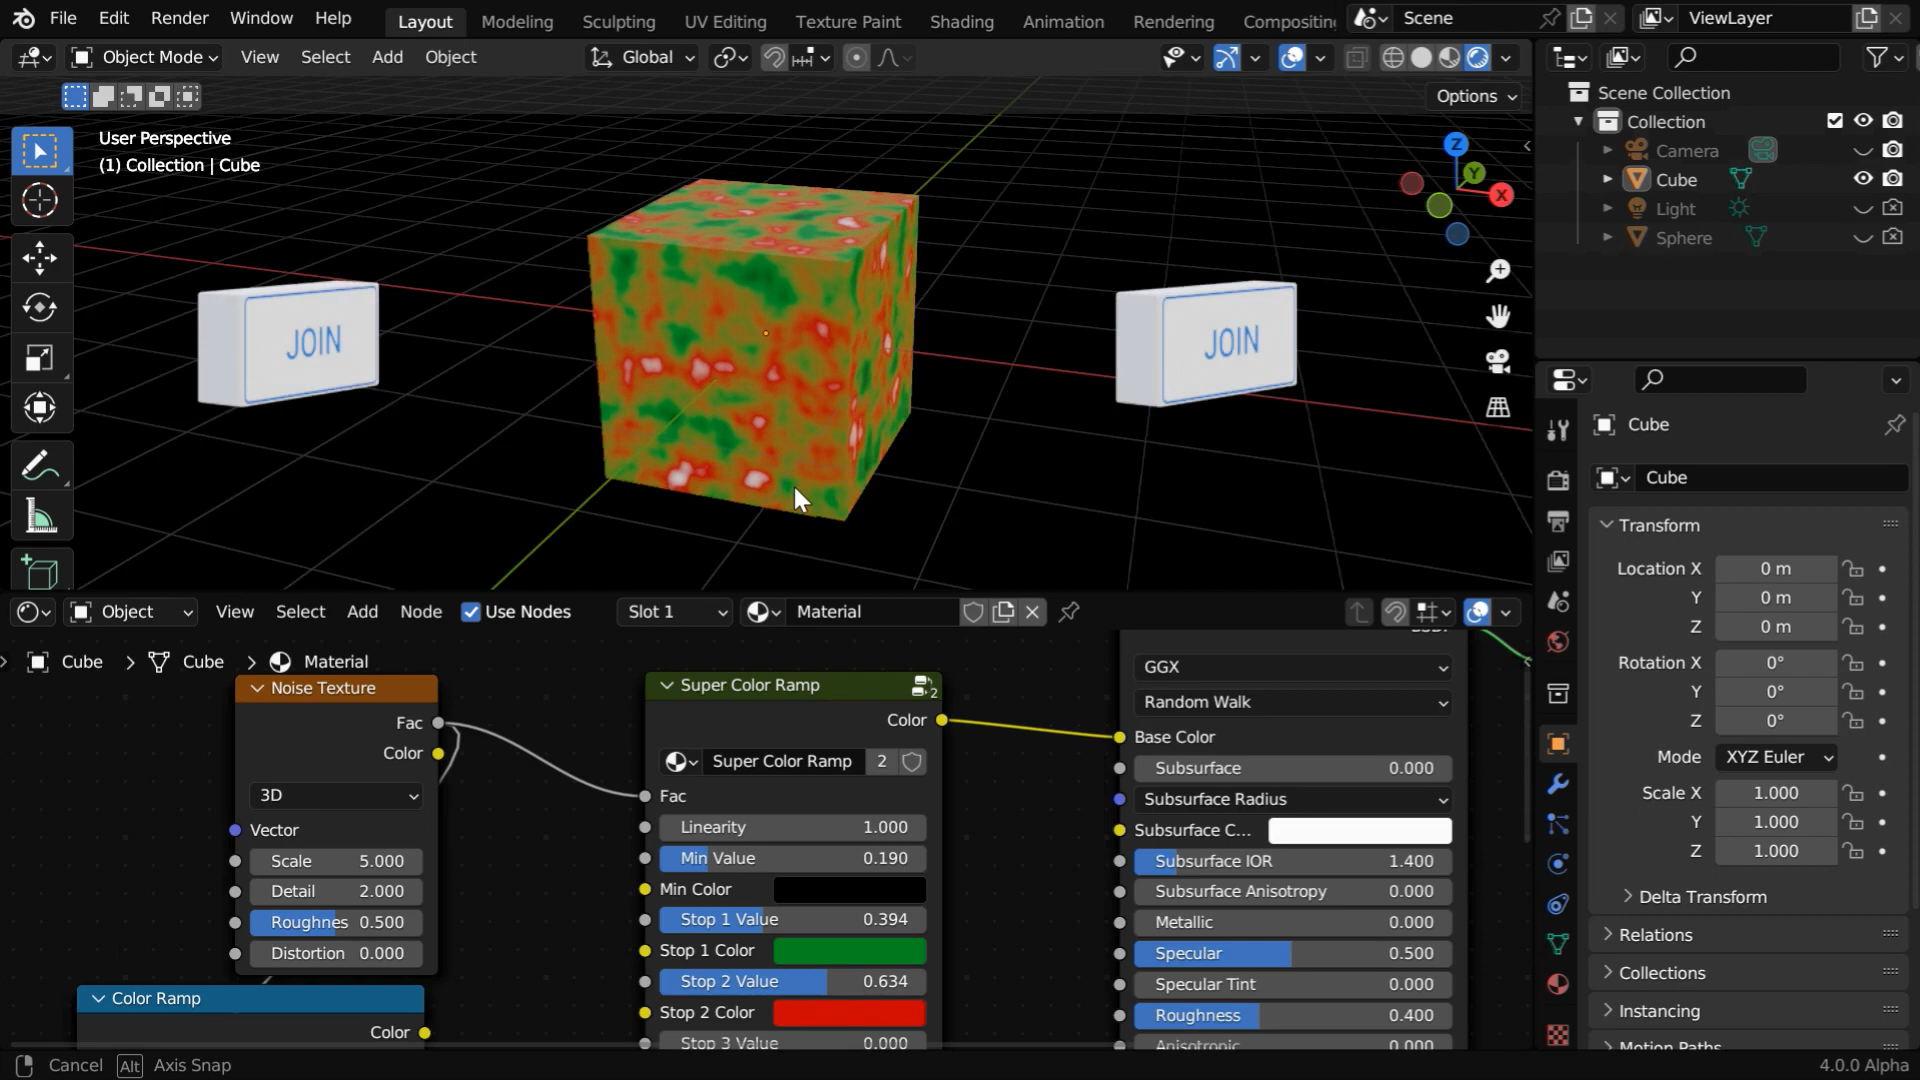 File Edit Render Window Help Layout Modeling Sculpting UV Editing Texture Paint Shading Animation Rendering Compositin Scene ViewLayer
Object Mode View Select Add Object Global
Options
User Perspective
(1) Collection | Cube
Z
Y
X
JOIN
JOIN
Scene Collection
Collection
Camera
Cube
Light
Sphere
Cube
Cube
Transform
Location X 0 m
Y 0 m
Z 0 m
Rotation X 0°
Y 0°
Z 0°
Mode XYZ Euler
Scale X 1.000
Y 1.000
Z 1.000
Delta Transform
Relations
Collections
Instancing
Motion Paths
Object View Select Add Node Use Nodes Slot 1 Material
Cube > Cube > Material
Noise Texture
Fac
Color
3D
Vector
Scale 5.000
Detail 2.000
Roughnes 0.500
Distortion 0.000
Color Ramp
Color
Super Color Ramp 2
Color
Super Color Ramp 2
Fac
Linearity 1.000
Min Value 0.190
Min Color
Stop 1 Value 0.394
Stop 1 Color
Stop 2 Value 0.634
Stop 2 Color
Stop 3 Value 0.000
GGX
Random Walk
Base Color
Subsurface 0.000
Subsurface Radius
Subsurface C...
Subsurface IOR 1.400
Subsurface Anisotropy 0.000
Metallic 0.000
Specular 0.500
Specular Tint 0.000
Roughness 0.400
Anisotropic 0.000
Cancel Alt Axis Snap 4.0.0 Alpha